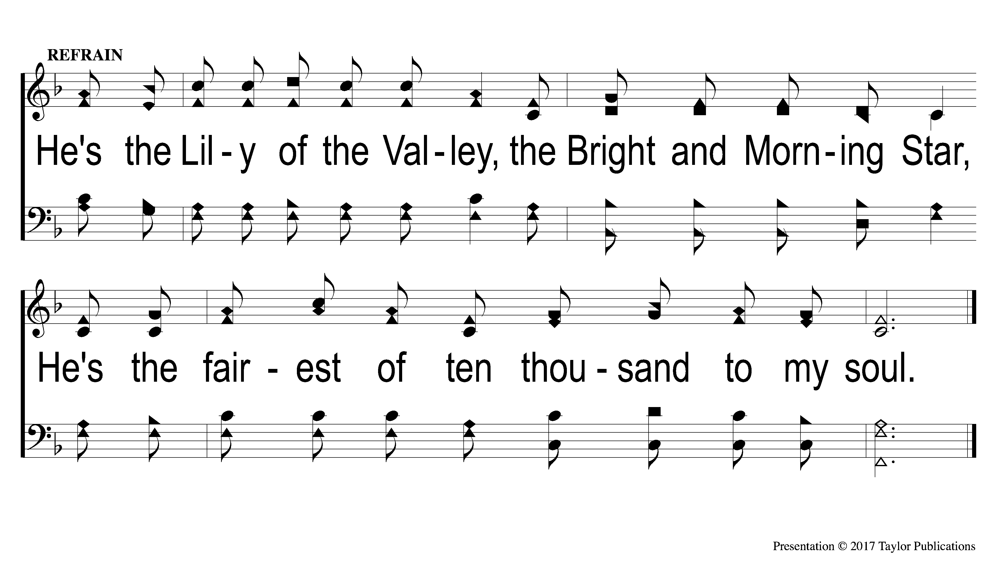 REFRAIN
He's the Lil - y of the Val - ley, the Bright and Morn - ing Star,
He's the fair - est of ten thou - sand to my soul.
Presentation © 2017 Taylor Publications